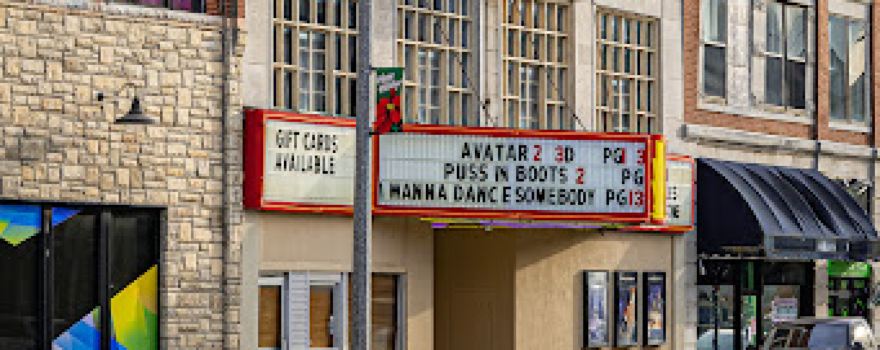 GIFT CARDS
AVAILABLE
AVATAR 2 3D PG13
PUSS IN BOOTS 2 PG
I WANNA DANCE SOMEBODY PG13